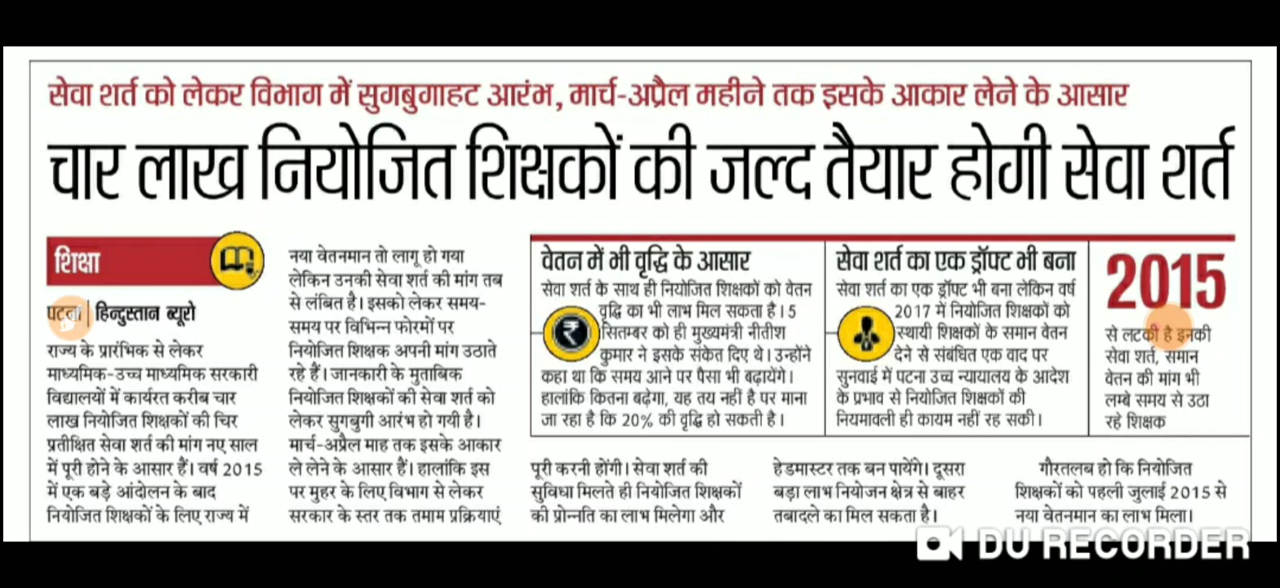 सेवा शर्त को लेकर विभाग में सुगबुगाहट आरंभ, मार्च-अप्रैल महीने तक इसके आकार लेने के आसार
चार लाख नियोजित शिक्षकों की जल्द तैयार होगी सेवा शर्त
शिक्षा
पटना | हिन्दुस्तान ब्यूरो
राज्य के प्रारंभिक से लेकर
माध्यमिक-उच्च माध्यमिक सरकारी
विद्यालयों में कार्यरत करीब चार
लाख नियोजित शिक्षकों की चिर
प्रतीक्षित सेवा शर्त की मांग नए साल
में पूरी होने के आसार हैं। वर्ष 2015
में एक बड़े आंदोलन के बाद
नियोजित शिक्षकों के लिए राज्य में
नया वेतनमान तो लागू हो गया
लेकिन उनकी सेवा शर्त की मांग तब
से लंबित है। इसको लेकर समय-
समय पर विभिन्न फोरमों पर
नियोजित शिक्षक अपनी मांग उठाते
रहे हैं। जानकारी के मुताबिक
नियोजित शिक्षकों की सेवा शर्त को
लेकर सुगबुगी आरंभ हो गयी है।
मार्च-अप्रैल माह तक इसके आकार
ले लेने के आसार हैं। हालांकि इस
पर मुहर के लिए विभाग से लेकर
सरकार के स्तर तक तमाम प्रक्रियाएं
वेतन में भी वृद्धि के आसार
सेवा शर्त के साथ ही नियोजित शिक्षकों को वेतन
वृद्धि का भी लाभ मिल सकता है। 5
सितम्बर को ही मुख्यमंत्री नीतीश
कुमार ने इसके संकेत दिए थे। उन्होंने
कहा था कि समय आने पर पैसा भी बढ़ायेंगे।
हालांकि कितना बढ़ेगा, यह तय नहीं है पर माना
जा रहा है कि 20% की वृद्धि हो सकती है।
सेवा शर्त का एक ड्रॉफ्ट भी बना
सेवा शर्त का एक ड्रॉफ्ट भी बना लेकिन वर्ष
2017 में नियोजित शिक्षकों को
स्थायी शिक्षकों के समान वेतन
देने से संबधित एक वाद पर
सुनवाई में पटना उच्च न्यायालय के आदेश
के प्रभाव से नियोजित शिक्षकों की
नियमावली ही कायम नहीं रह सकी।
2015
से लटकी है इनकी
सेवा शर्त, समान
वेतन की मांग भी
लम्बे समय से उठा
रहे शिक्षक
पूरी करनी होंगी। सेवा शर्त की
सुविधा मिलते ही नियोजित शिक्षकों
की प्रोन्नति का लाभ मिलेगा और
हेडमास्टर तक बन पायेंगे। दूसरा
बड़ा लाभ नियोजन क्षेत्र से बाहर
तबादले का मिल सकता है।
गौरतलब हो कि नियोजित
शिक्षकों को पहली जुलाई 2015 से
नया वेतनमान का लाभ मिला।
DU RECORDER